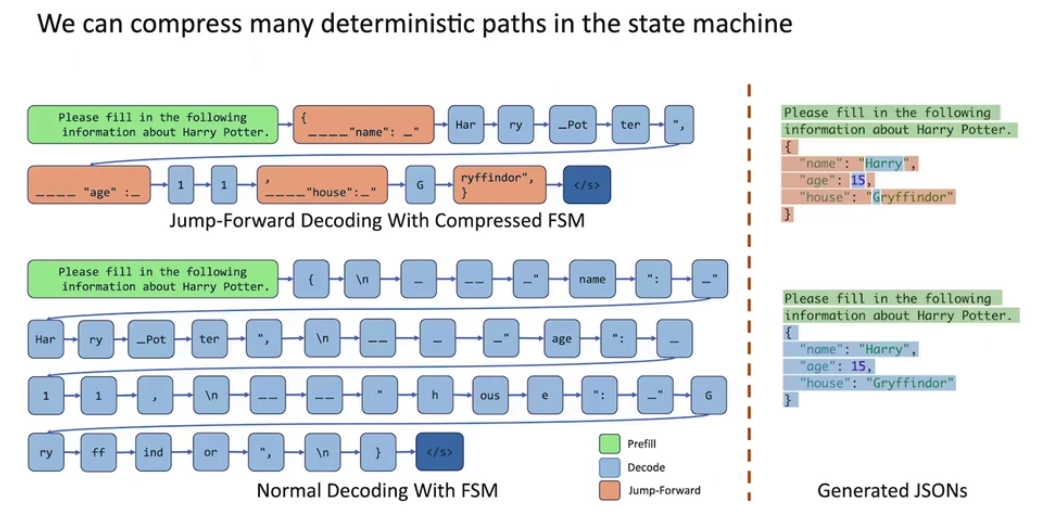 We can compress many deterministic paths in the state machine
Please fill in the following
information about Harry Potter.
{
____"name": _"
Har
ry
_Pot
ter
",
____ "age" :_
1
1
,
____"house":_"
G
ryffindor",
}
</s>
Jump-Forward Decoding With Compressed FSM
Please fill in the following
information about Harry Potter.
{
\n
_
__
_"
name
":
_"
Har
ry
_Pot
ter
",
\n
__
_
_"
age
":
_
1
1
,
\n
__
__
"
h
ous
e
":
_"
G
ry
ff
ind
or
",
\n
}
</s>
Normal Decoding With FSM
Prefill
Decode
Jump-Forward
Please fill in the following
information about Harry Potter.
{
"name": "Harry",
"age": 15,
"house": "Gryffindor"
}
Please fill in the following
information about Harry Potter.
{
"name": "Harry",
"age": 15,
"house": "Gryffindor"
}
Generated JSONs